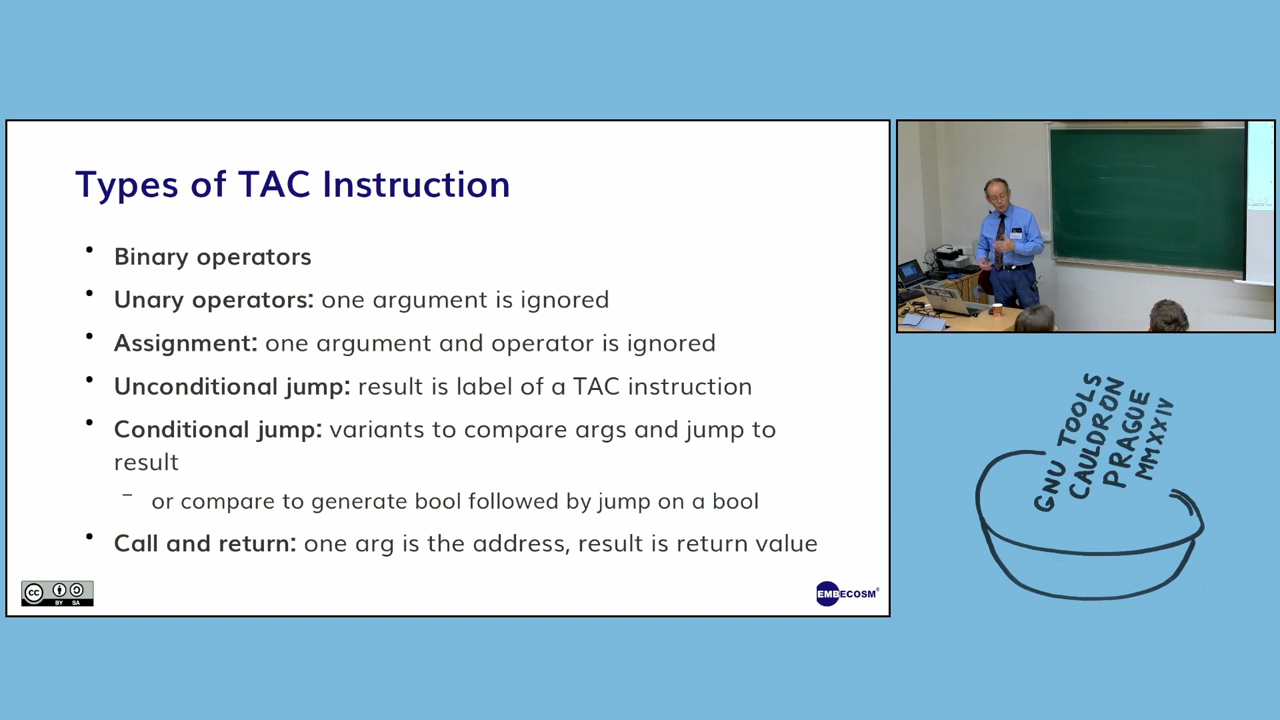 Types of TAC Instruction
• Binary operators
• Unary operators: one argument is ignored
• Assignment: one argument and operator is ignored
• Unconditional jump: result is label of a TAC instruction
• Conditional jump: variants to compare args and jump to
result
– or compare to generate bool followed by jump on a bool
• Call and return: one arg is the address, result is return value
cc
BY SA
EMBECOSM®
GNU TOOLS
CAULDRON
PRAGUE
MMXXIV